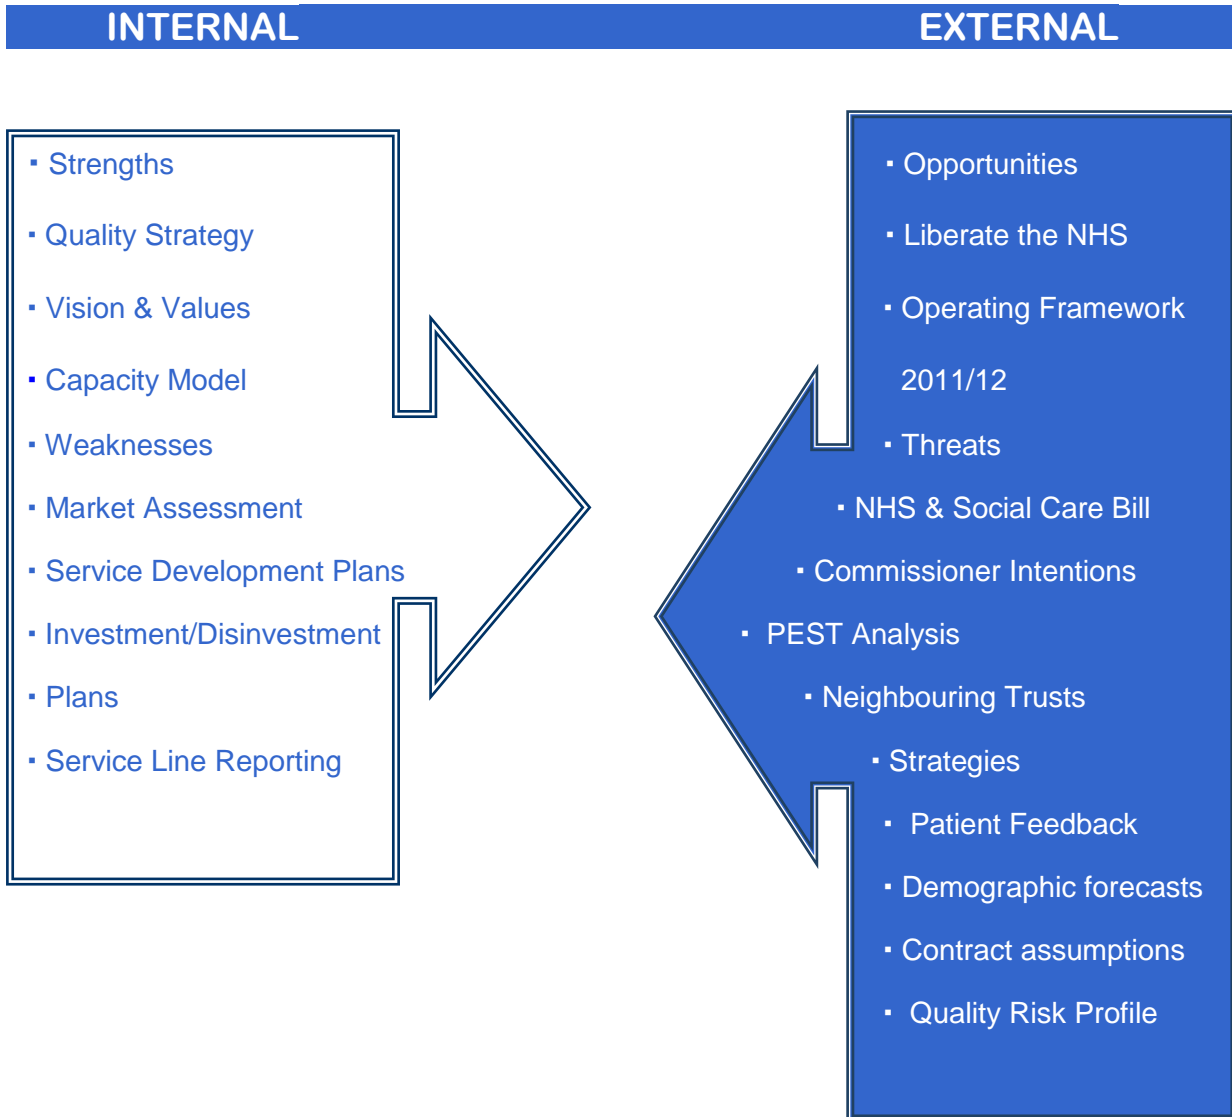 INTERNAL
EXTERNAL
▪ Strengths
▪ Quality Strategy
▪ Vision & Values
▪ Capacity Model
▪ Weaknesses
▪ Market Assessment
▪ Service Development Plans
▪ Investment/Disinvestment
▪ Plans
▪ Service Line Reporting
▪ Opportunities
▪ Liberate the NHS
▪ Operating Framework
2011/12
▪ Threats
▪ NHS & Social Care Bill
▪ Commissioner Intentions
▪ PEST Analysis
▪ Neighbouring Trusts
▪ Strategies
▪ Patient Feedback
▪ Demographic forecasts
▪ Contract assumptions
▪ Quality Risk Profile